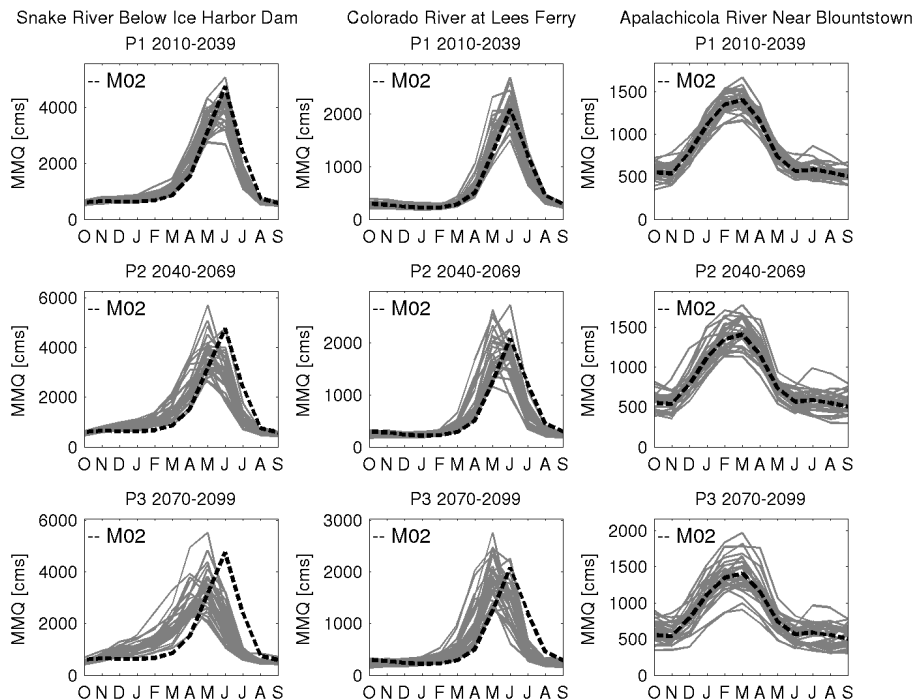 Snake River Below Ice Harbor Dam
Colorado River at Lees Ferry
Apalachicola River Near Blountstown
P1 2010-2039
P1 2010-2039
P1 2010-2039
MMQ [cms]
4000
2000
0
-- M02
O N D J F M A M J J A S
MMQ [cms]
2000
1000
0
-- M02
O N D J F M A M J J A S
MMQ [cms]
1500
1000
500
0
-- M02
O N D J F M A M J J A S
P2 2040-2069
P2 2040-2069
P2 2040-2069
MMQ [cms]
6000
4000
2000
0
-- M02
O N D J F M A M J J A S
MMQ [cms]
2000
1000
0
-- M02
O N D J F M A M J J A S
MMQ [cms]
1500
1000
500
0
-- M02
O N D J F M A M J J A S
P3 2070-2099
P3 2070-2099
P3 2070-2099
MMQ [cms]
6000
4000
2000
0
-- M02
O N D J F M A M J J A S
MMQ [cms]
3000
2000
1000
0
-- M02
O N D J F M A M J J A S
MMQ [cms]
2000
1500
1000
500
0
-- M02
O N D J F M A M J J A S